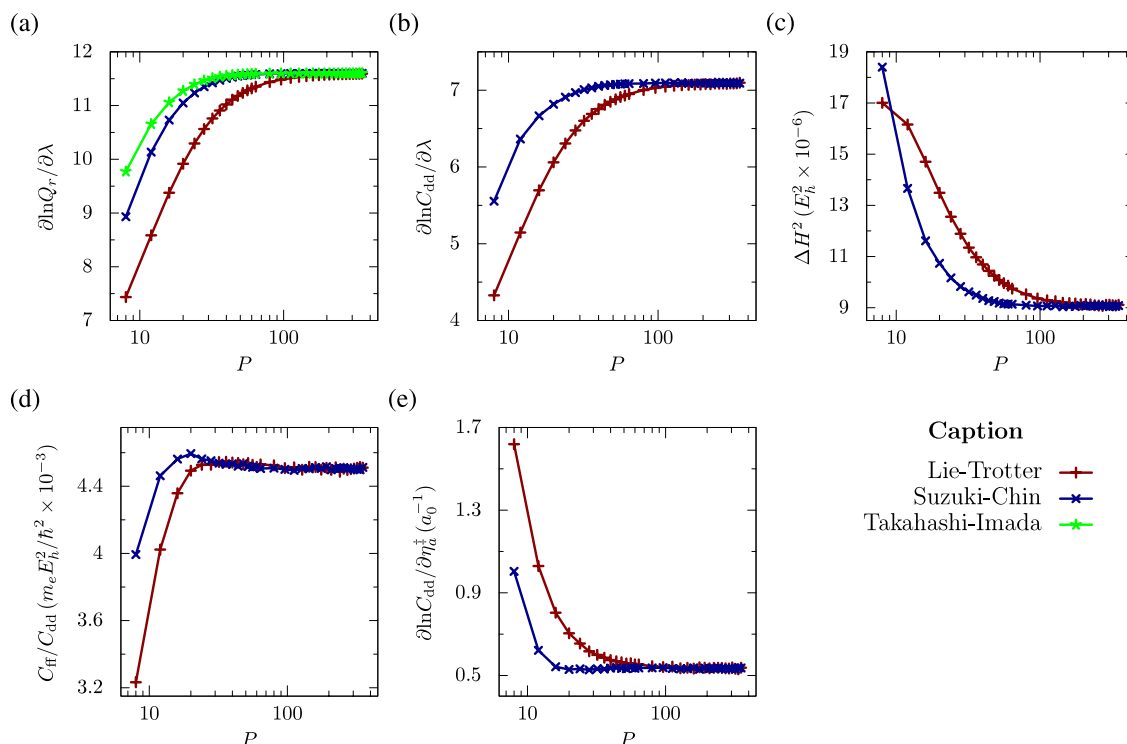 (a)
∂lnQ_r/∂λ
12
11
10
9
8
7
10
100
P
(b)
∂lnC_dd/∂λ
7
6
5
4
10
100
P
(c)
ΔH² (E_h² × 10⁻⁶)
19
17
15
13
11
9
10
100
P
(d)
C_ff/C_dd (m_e E_h²/ħ² × 10⁻³)
4.4
4
3.6
3.2
10
100
P
(e)
∂lnC_dd/∂η_a^‡ (a_0⁻¹)
1.7
1.3
0.9
0.5
10
100
P
Caption
Lie-Trotter
Suzuki-Chin
Takahashi-Imada